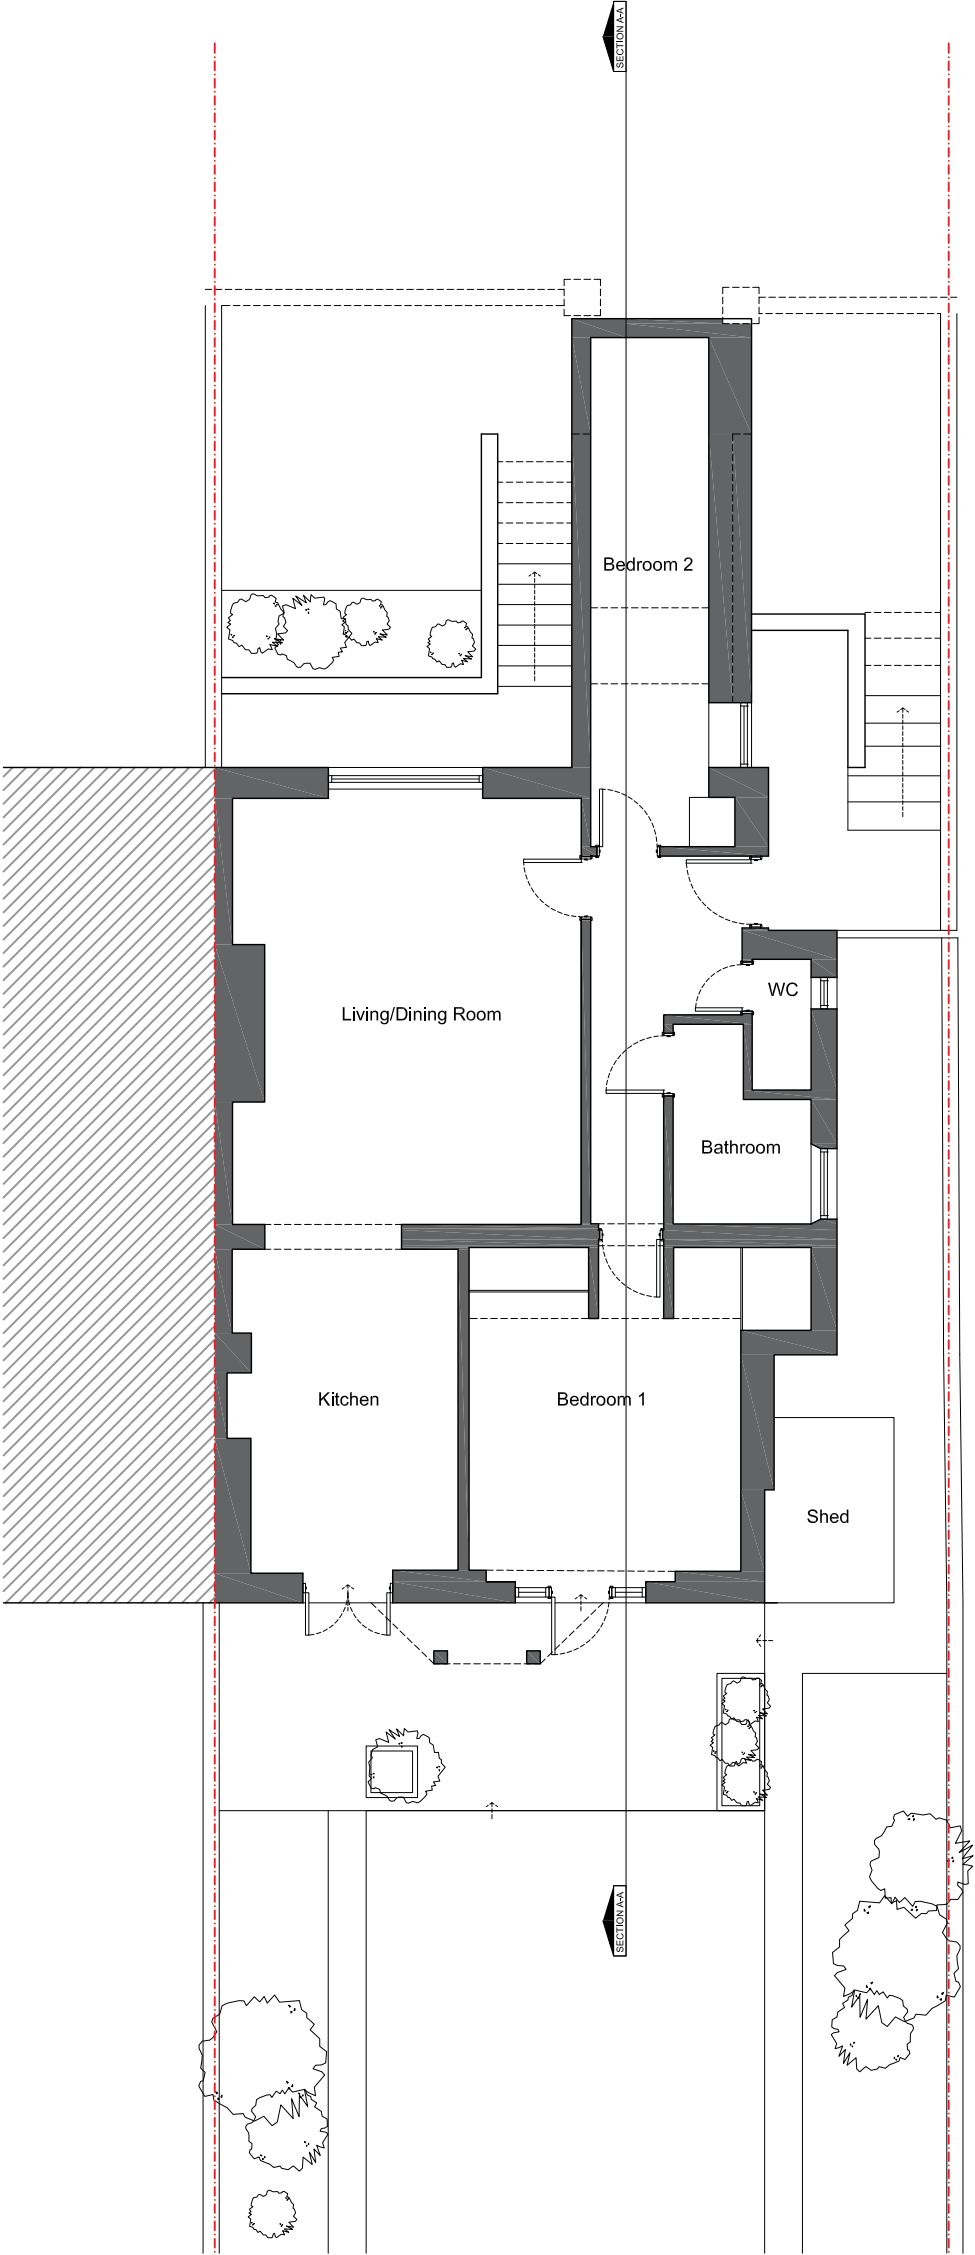 SECTION A-A
Bedroom 2
WC
Living/Dining Room
Bathroom
Kitchen
Bedroom 1
Shed
SECTION A-A